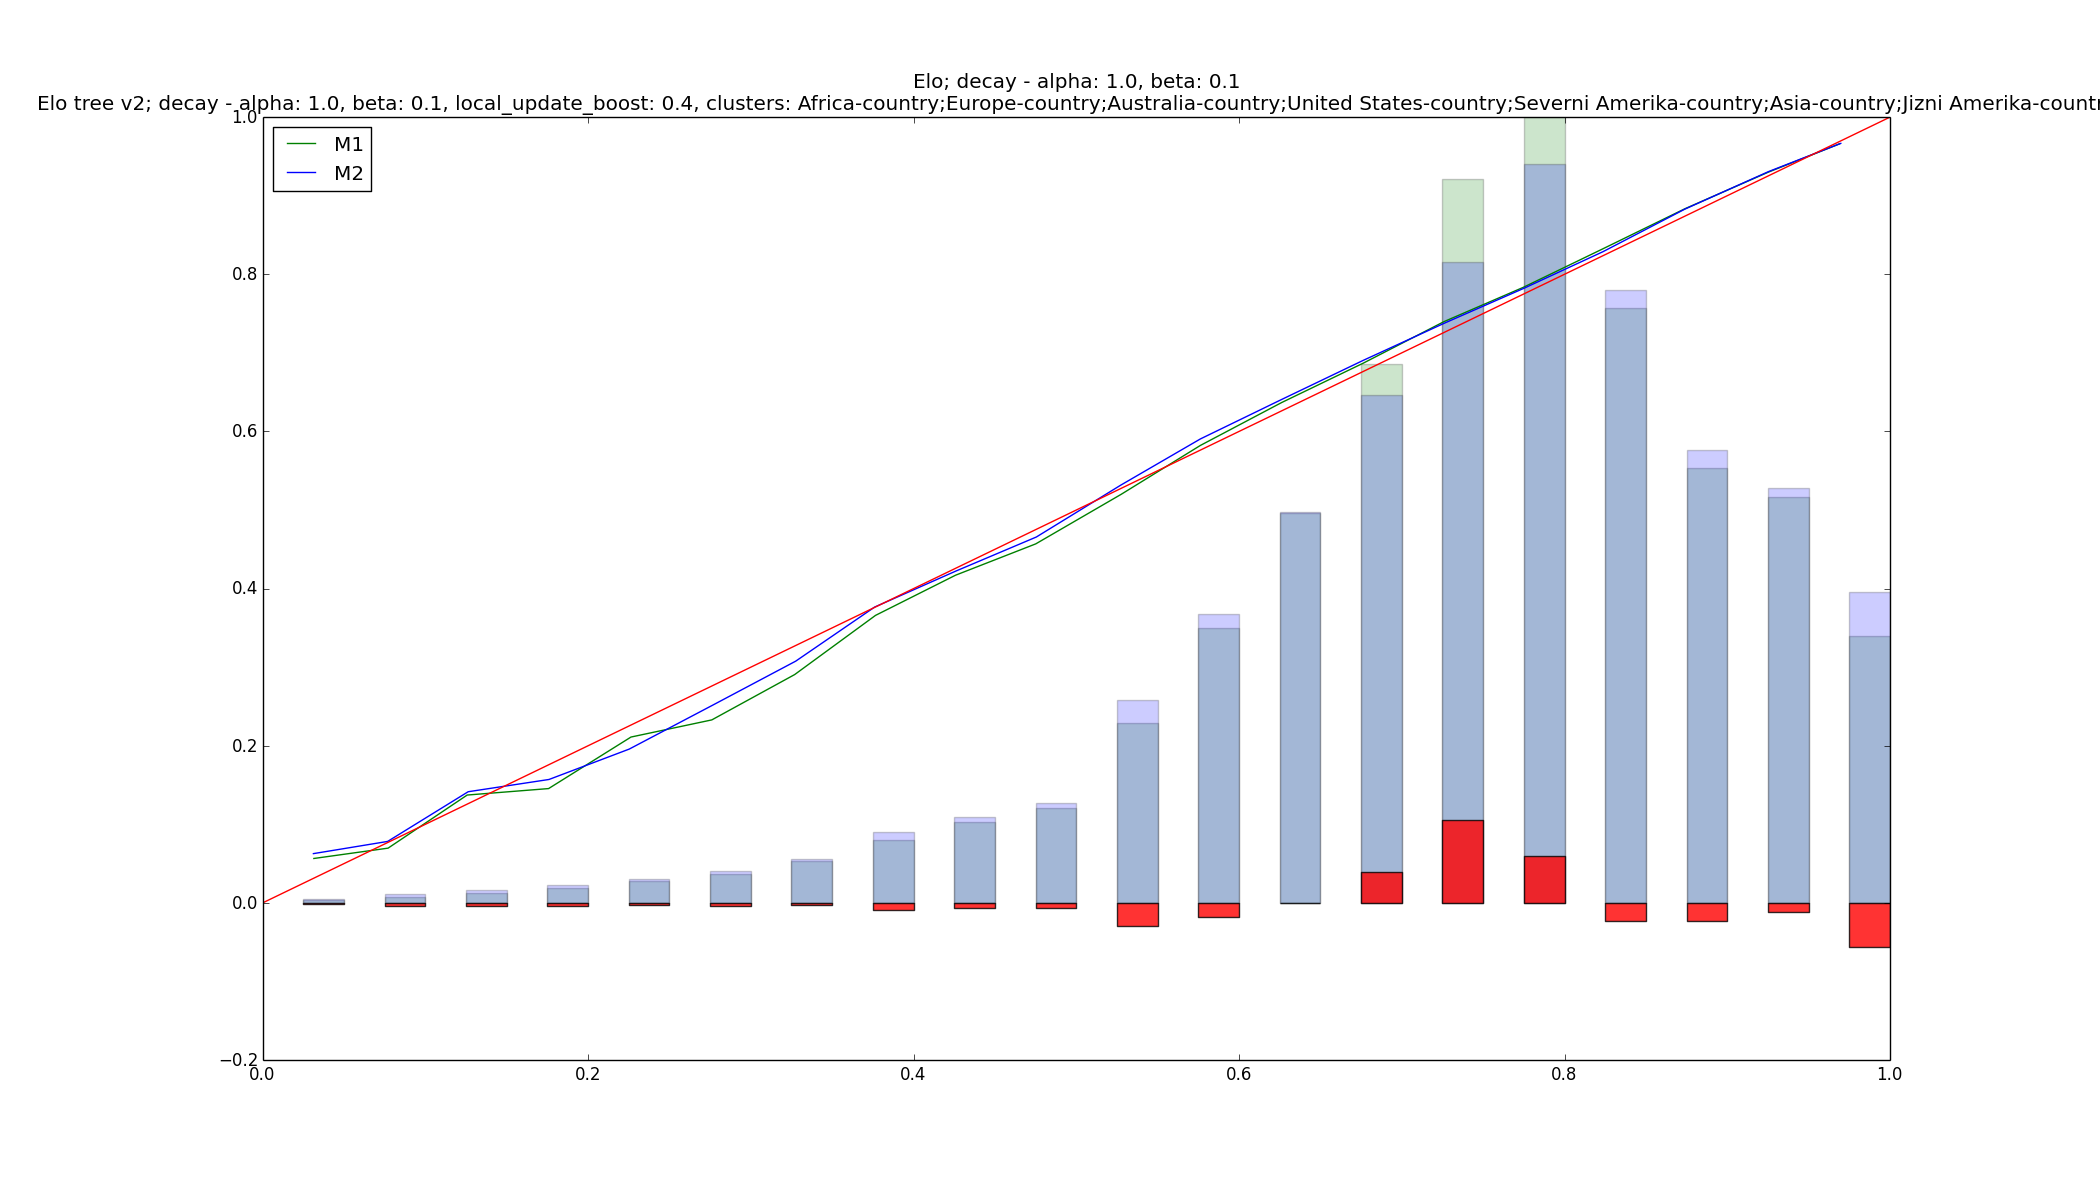 Elo; decay - alpha: 1.0, beta: 0.1
Elo tree v2; decay - alpha: 1.0, beta: 0.1, local_update_boost: 0.4, clusters: Africa-country;Europe-country;Australia-country;United States-country;Severni Amerika-country;Asia-country;Jizni Amerika-countr
M1
M2
1.0
0.8
0.6
0.4
0.2
0.0
−0.2
0.0 0.2 0.4 0.6 0.8 1.0